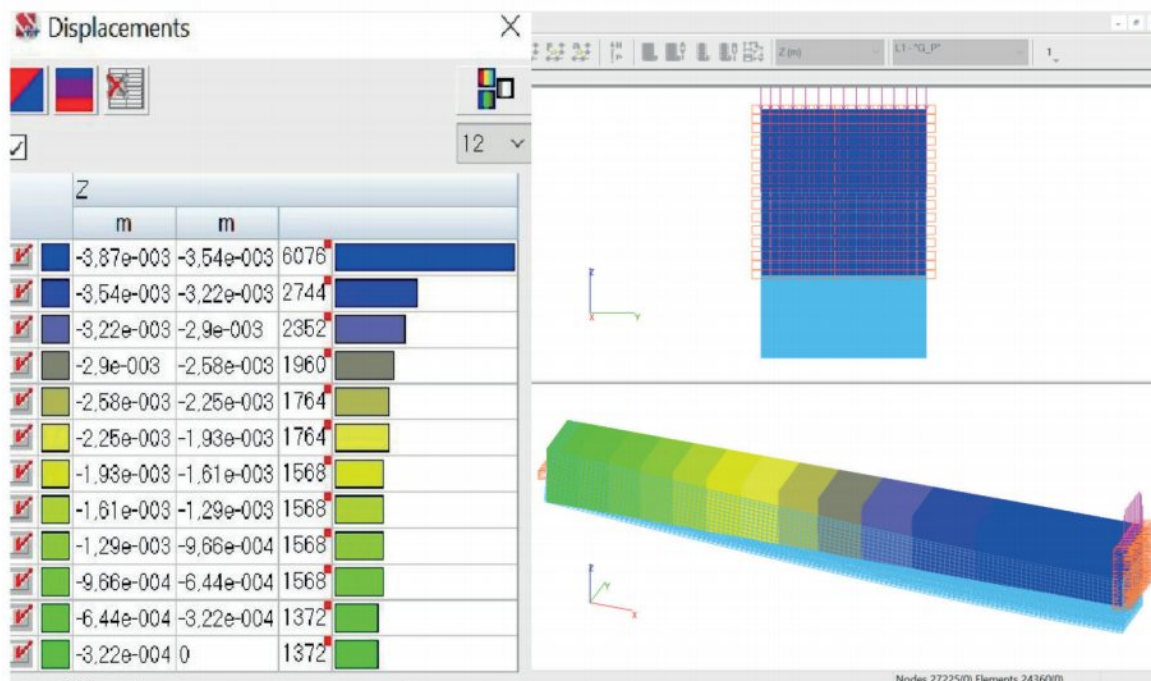 Displacements
12
Z
m m
-3,87e-003 -3,54e-003 6076
-3,54e-003 -3,22e-003 2744
-3,22e-003 -2,9e-003 2352
-2,9e-003 -2,58e-003 1960
-2,58e-003 -2,25e-003 1764
-2,25e-003 -1,93e-003 1764
-1,93e-003 -1,61e-003 1568
-1,61e-003 -1,29e-003 1568
-1,29e-003 -9,66e-004 1568
-9,66e-004 -6,44e-004 1568
-6,44e-004 -3,22e-004 1372
-3,22e-004 0 1372
Z (m) L1 - "G_P" 1
Z
X Y
Z
Y
X
Nodes 27225(0) Elements 24360(0)